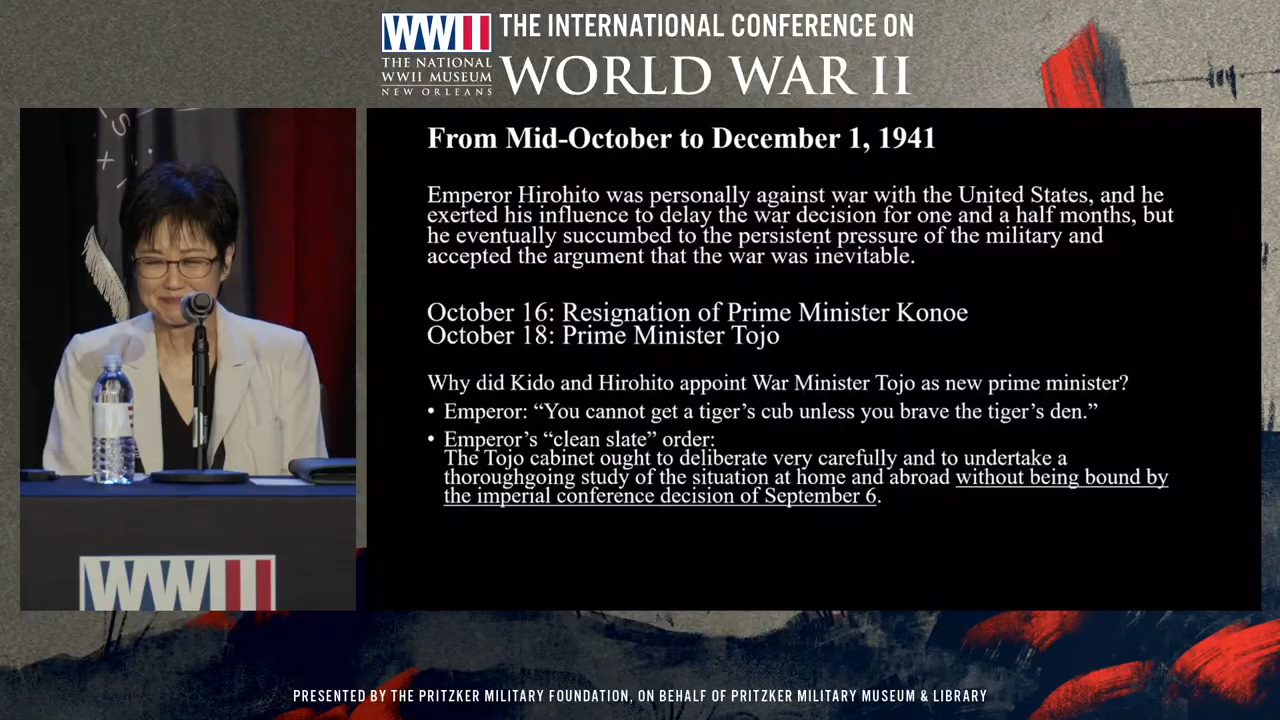 WWII
THE NATIONAL
WWII MUSEUM
NEW ORLEANS
THE INTERNATIONAL CONFERENCE ON
WORLD WAR II
From Mid-October to December 1, 1941
Emperor Hirohito was personally against war with the United States, and he
exerted his influence to delay the war decision for one and a half months, but
he eventually succumbed to the persistent pressure of the military and
accepted the argument that the war was inevitable.
October 16: Resignation of Prime Minister Konoe
October 18: Prime Minister Tojo
Why did Kido and Hirohito appoint War Minister Tojo as new prime minister?
• Emperor: “You cannot get a tiger’s cub unless you brave the tiger’s den.”
• Emperor’s “clean slate” order:
The Tojo cabinet ought to deliberate very carefully and to undertake a
thoroughgoing study of the situation at home and abroad without being bound by
the imperial conference decision of September 6.
WWII
PRESENTED BY THE PRITZKER MILITARY FOUNDATION, ON BEHALF OF PRITZKER MILITARY MUSEUM & LIBRARY